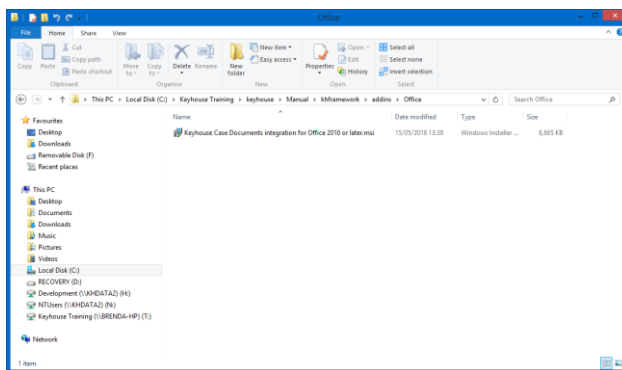 Office
File Home Share View
Cut
Copy path
Paste shortcut
Copy Paste
Move to
Copy to
Delete Rename
New folder
New item
Easy access
Properties
Open
Edit
History
Select all
Select none
Invert selection
Clipboard Organise New Open Select
This PC Local Disk (C:) Keyhouse Training keyhouse Manual khframework addins Office
Search Office
Name Date modified Type Size
Keyhouse Case Documents integration for Office 2010 or later.msi 15/05/2018 13:38 Windows Installer ... 8,665 KB
Favourites
Desktop
Downloads
Removable Disk (F)
Recent places
This PC
Desktop
Documents
Downloads
Music
Pictures
Videos
Local Disk (C:)
RECOVERY (D:)
Development (\\KHDATA2) (H:)
NTUsers (\\KHDATA2) (N:)
Keyhouse Training (\\BRENDA-HP) (T:)
Network
1 item